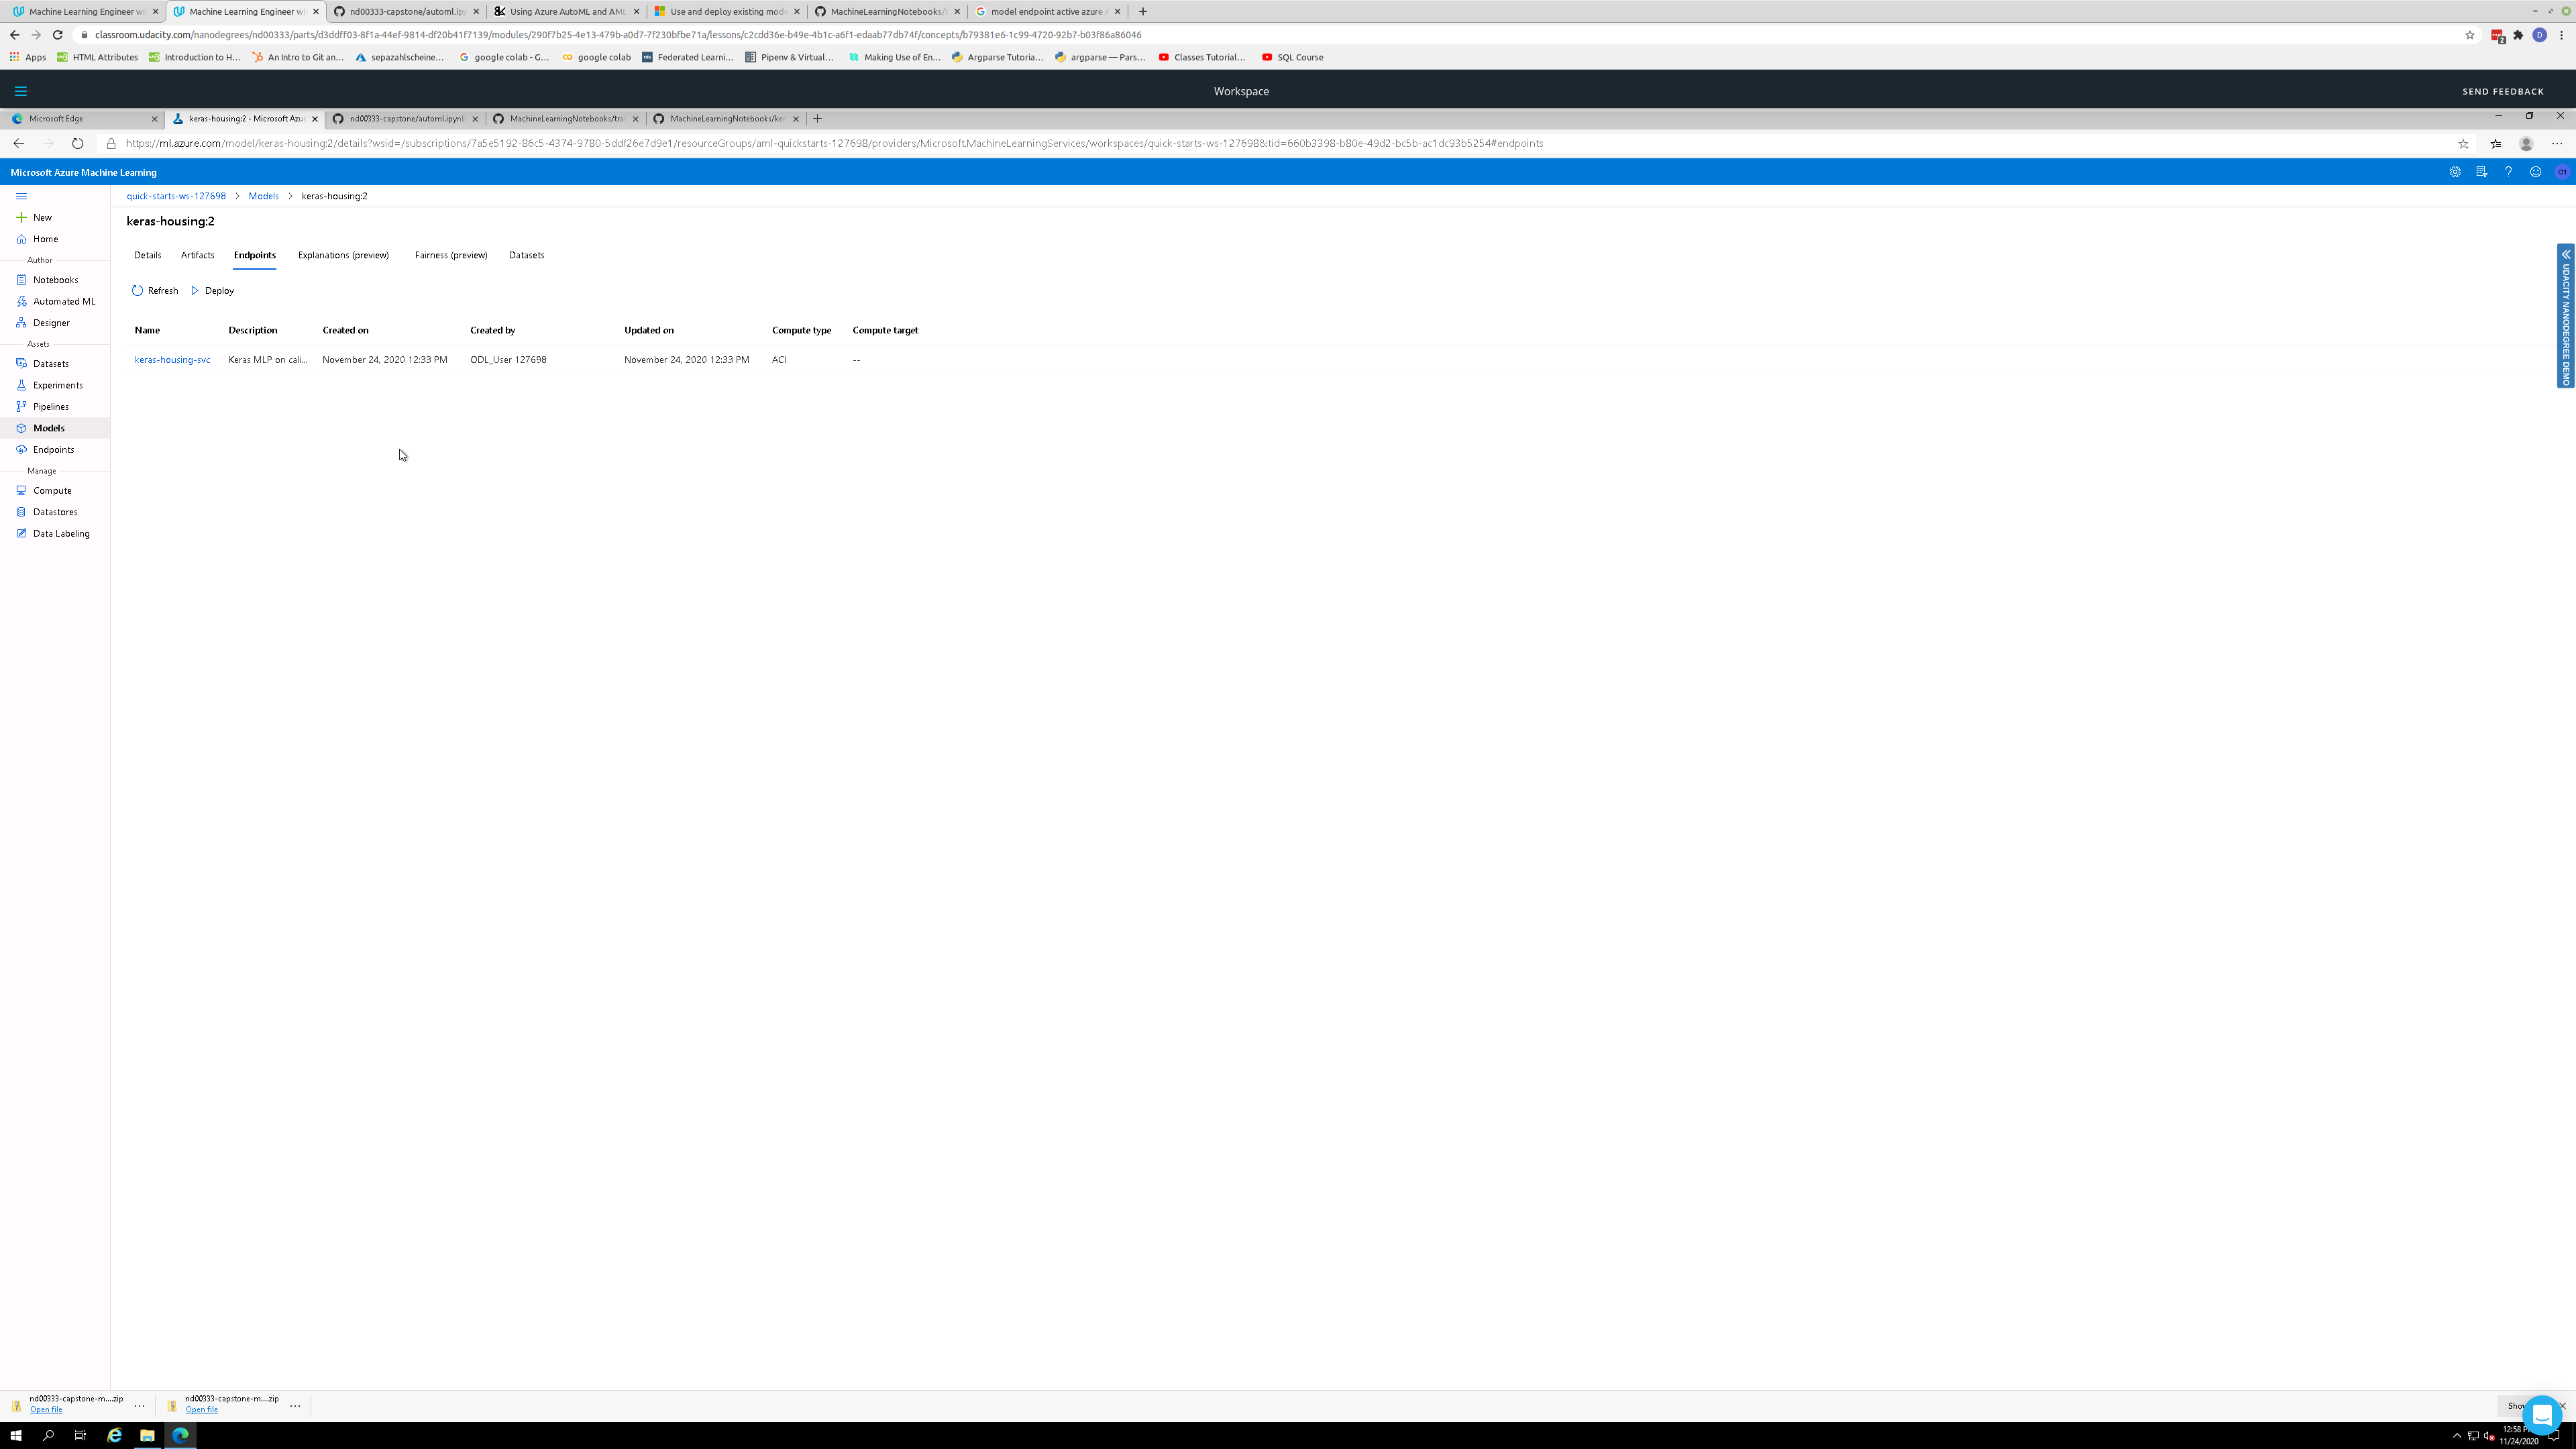 Machine Learning Engineer wi
Machine Learning Engineer wi
nd00333-capstone/automl.ipy
Using Azure AutoML and AML
Use and deploy existing mode
MachineLearningNotebooks/
model endpoint active azure
classroom.udacity.com/nanodegrees/nd00333/parts/d3ddff03-8f1a-44ef-9814-df20b41f7139/modules/290f7b25-4e13-479b-a0d7-7f230bfbe71a/lessons/c2cdd36e-b49e-4b1c-a6f1-edaab77db74f/concepts/b79381e6-1c99-4720-92b7-b03f86a86046
2
D
Apps
HTML Attributes
Introduction to H...
An Intro to Git an...
sepazahlscheine...
google colab - G...
google colab
Federated Learni...
Pipenv & Virtual...
Making Use of En...
Argparse Tutoria...
argparse — Pars...
Classes Tutorial...
SQL Course
Workspace
SEND FEEDBACK
Microsoft Edge
keras-housing:2 - Microsoft Azu
nd00333-capstone/automl.ipynb
MachineLearningNotebooks/trai
MachineLearningNotebooks/ker
https://ml.azure.com/model/keras-housing:2/details?wsid=/subscriptions/7a5e5192-86c5-4374-9780-5ddf26e7d9e1/resourceGroups/aml-quickstarts-127698/providers/Microsoft.MachineLearningServices/workspaces/quick-starts-ws-127698&tid=660b3398-b80e-49d2-bc5b-ac1dc93b5254#endpoints
Microsoft Azure Machine Learning
quick-starts-ws-127698 > Models > keras-housing:2
keras-housing:2
New
Home
Author
Notebooks
Automated ML
Designer
Assets
Datasets
Experiments
Pipelines
Models
Endpoints
Manage
Compute
Datastores
Data Labeling
Details
Artifacts
Endpoints
Explanations (preview)
Fairness (preview)
Datasets
Refresh
Deploy
Name Description Created on Created by Updated on Compute type Compute target
keras-housing-svc Keras MLP on cali... November 24, 2020 12:33 PM ODL_User 127698 November 24, 2020 12:33 PM ACI --
UDACITY NANODEGREE DEMO
nd00333-capstone-m....zip
Open file
nd00333-capstone-m....zip
Open file
Sho
12:58 P
11/24/2020